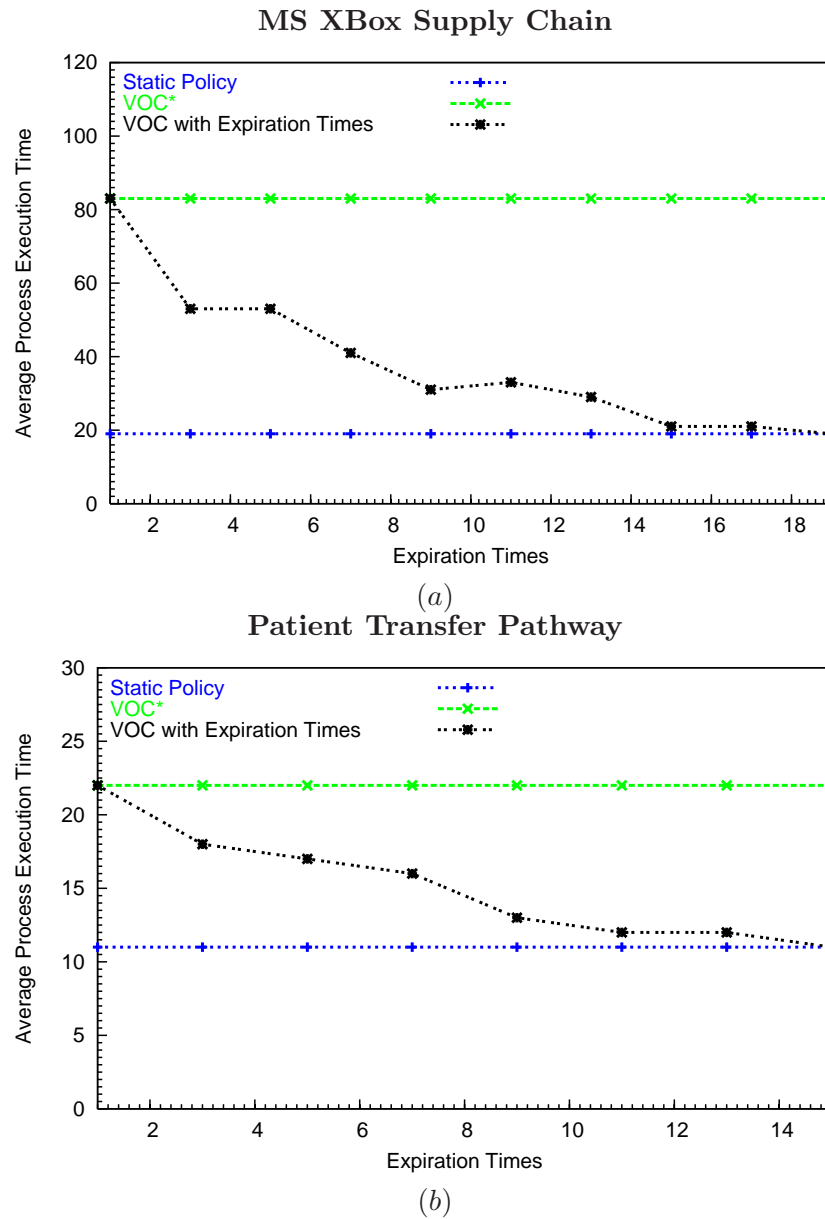 MS XBox Supply Chain
120
100
80
60
40
20
0
Average Process Execution Time
Static Policy
VOC*
VOC with Expiration Times
2 4 6 8 10 12 14 16 18
Expiration Times
(a)
Patient Transfer Pathway
30
25
20
15
10
5
0
Average Process Execution Time
Static Policy
VOC*
VOC with Expiration Times
2 4 6 8 10 12 14
Expiration Times
(b)